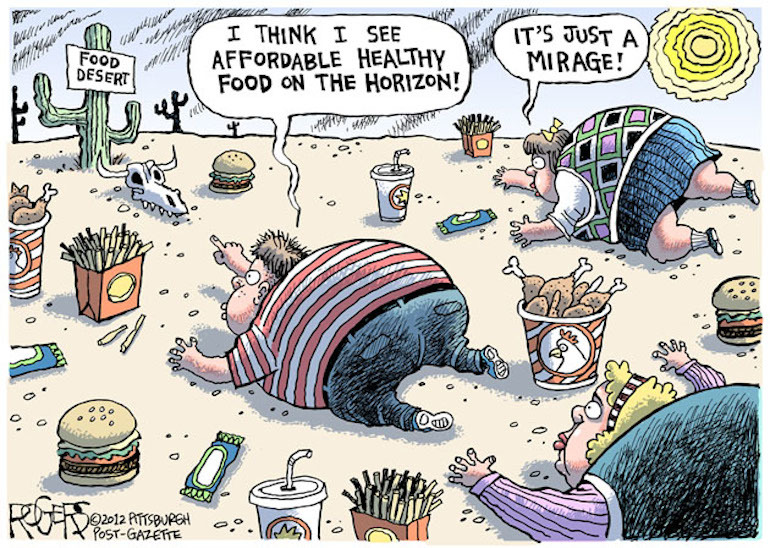 FOOD
DESERT
I THINK I SEE
AFFORDABLE HEALTHY
FOOD ON THE HORIZON!
IT'S JUST A
MIRAGE!
ROGERS ©2012 PITTSBURGH
POST-GAZETTE